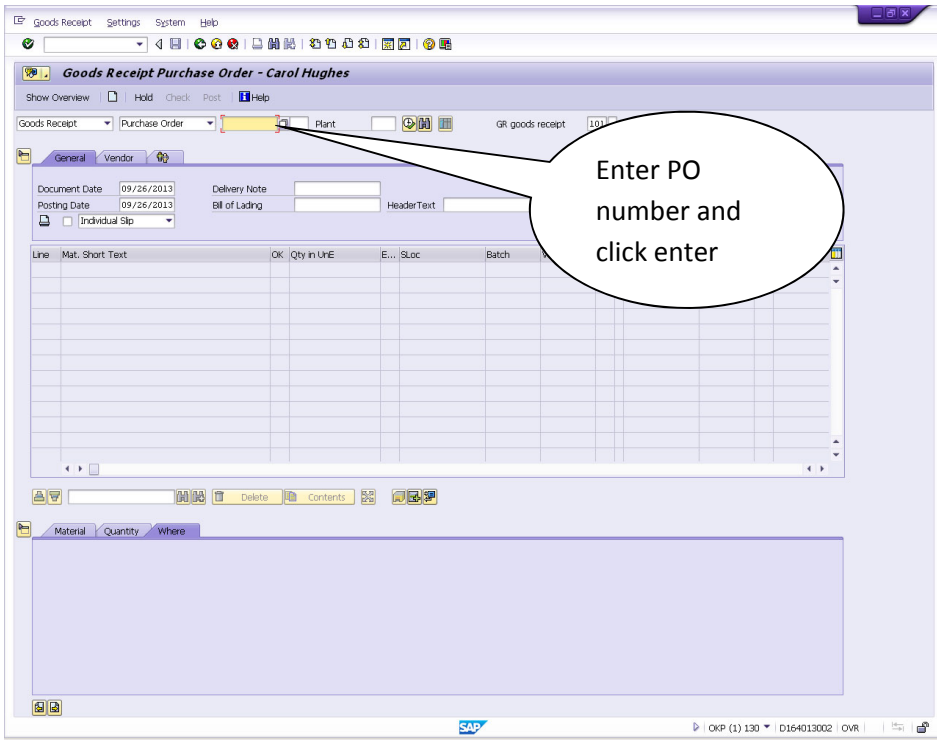 Goods Receipt Settings System Help
Goods Receipt Purchase Order - Carol Hughes
Show Overview Hold Check Post Help
Goods Receipt Purchase Order Plant GR goods receipt 101
Enter PO
number and
click enter
General Vendor
Document Date 09/26/2013 Delivery Note
Posting Date 09/26/2013 Bill of Lading HeaderText
Individual Slip
Line Mat. Short Text OK Qty in UnE E... SLoc Batch
Delete Contents
Material Quantity Where
SAP OKP (1) 130 D164013002 OVR